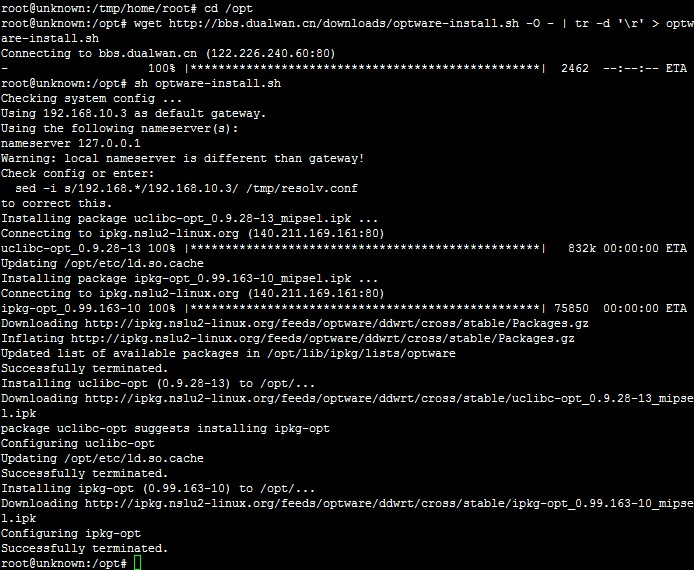 root@unknown:/tmp/home/root# cd /opt
root@unknown:/opt# wget http://bbs.dualwan.cn/downloads/optware-install.sh -O - | tr -d '\r' > optw
are-install.sh
Connecting to bbs.dualwan.cn (122.226.240.60:80)
-                    100% |*************************************************|  2462  --:--:-- ETA
root@unknown:/opt# sh optware-install.sh
Checking system config ...
Using 192.168.10.3 as default gateway.
Using the following nameserver(s):
nameserver 127.0.0.1
Warning: local nameserver is different than gateway!
Check config or enter:
  sed -i s/192.168.*/192.168.10.3/ /tmp/resolv.conf
to correct this.
Installing package uclibc-opt_0.9.28-13_mipsel.ipk ...
Connecting to ipkg.nslu2-linux.org (140.211.169.161:80)
uclibc-opt_0.9.28-13 100% |*************************************************|   832k 00:00:00 ETA
Updating /opt/etc/ld.so.cache
Installing package ipkg-opt_0.99.163-10_mipsel.ipk ...
Connecting to ipkg.nslu2-linux.org (140.211.169.161:80)
ipkg-opt_0.99.163-10 100% |*************************************************| 75850  00:00:00 ETA
Downloading http://ipkg.nslu2-linux.org/feeds/optware/ddwrt/cross/stable/Packages.gz
Inflating http://ipkg.nslu2-linux.org/feeds/optware/ddwrt/cross/stable/Packages.gz
Updated list of available packages in /opt/lib/ipkg/lists/optware
Successfully terminated.
Installing uclibc-opt (0.9.28-13) to /opt/...
Downloading http://ipkg.nslu2-linux.org/feeds/optware/ddwrt/cross/stable/uclibc-opt_0.9.28-13_mipse
l.ipk
package uclibc-opt suggests installing ipkg-opt
Configuring uclibc-opt
Updating /opt/etc/ld.so.cache
Successfully terminated.
Installing ipkg-opt (0.99.163-10) to /opt/...
Downloading http://ipkg.nslu2-linux.org/feeds/optware/ddwrt/cross/stable/ipkg-opt_0.99.163-10_mipse
l.ipk
Configuring ipkg-opt
Successfully terminated.
root@unknown:/opt#